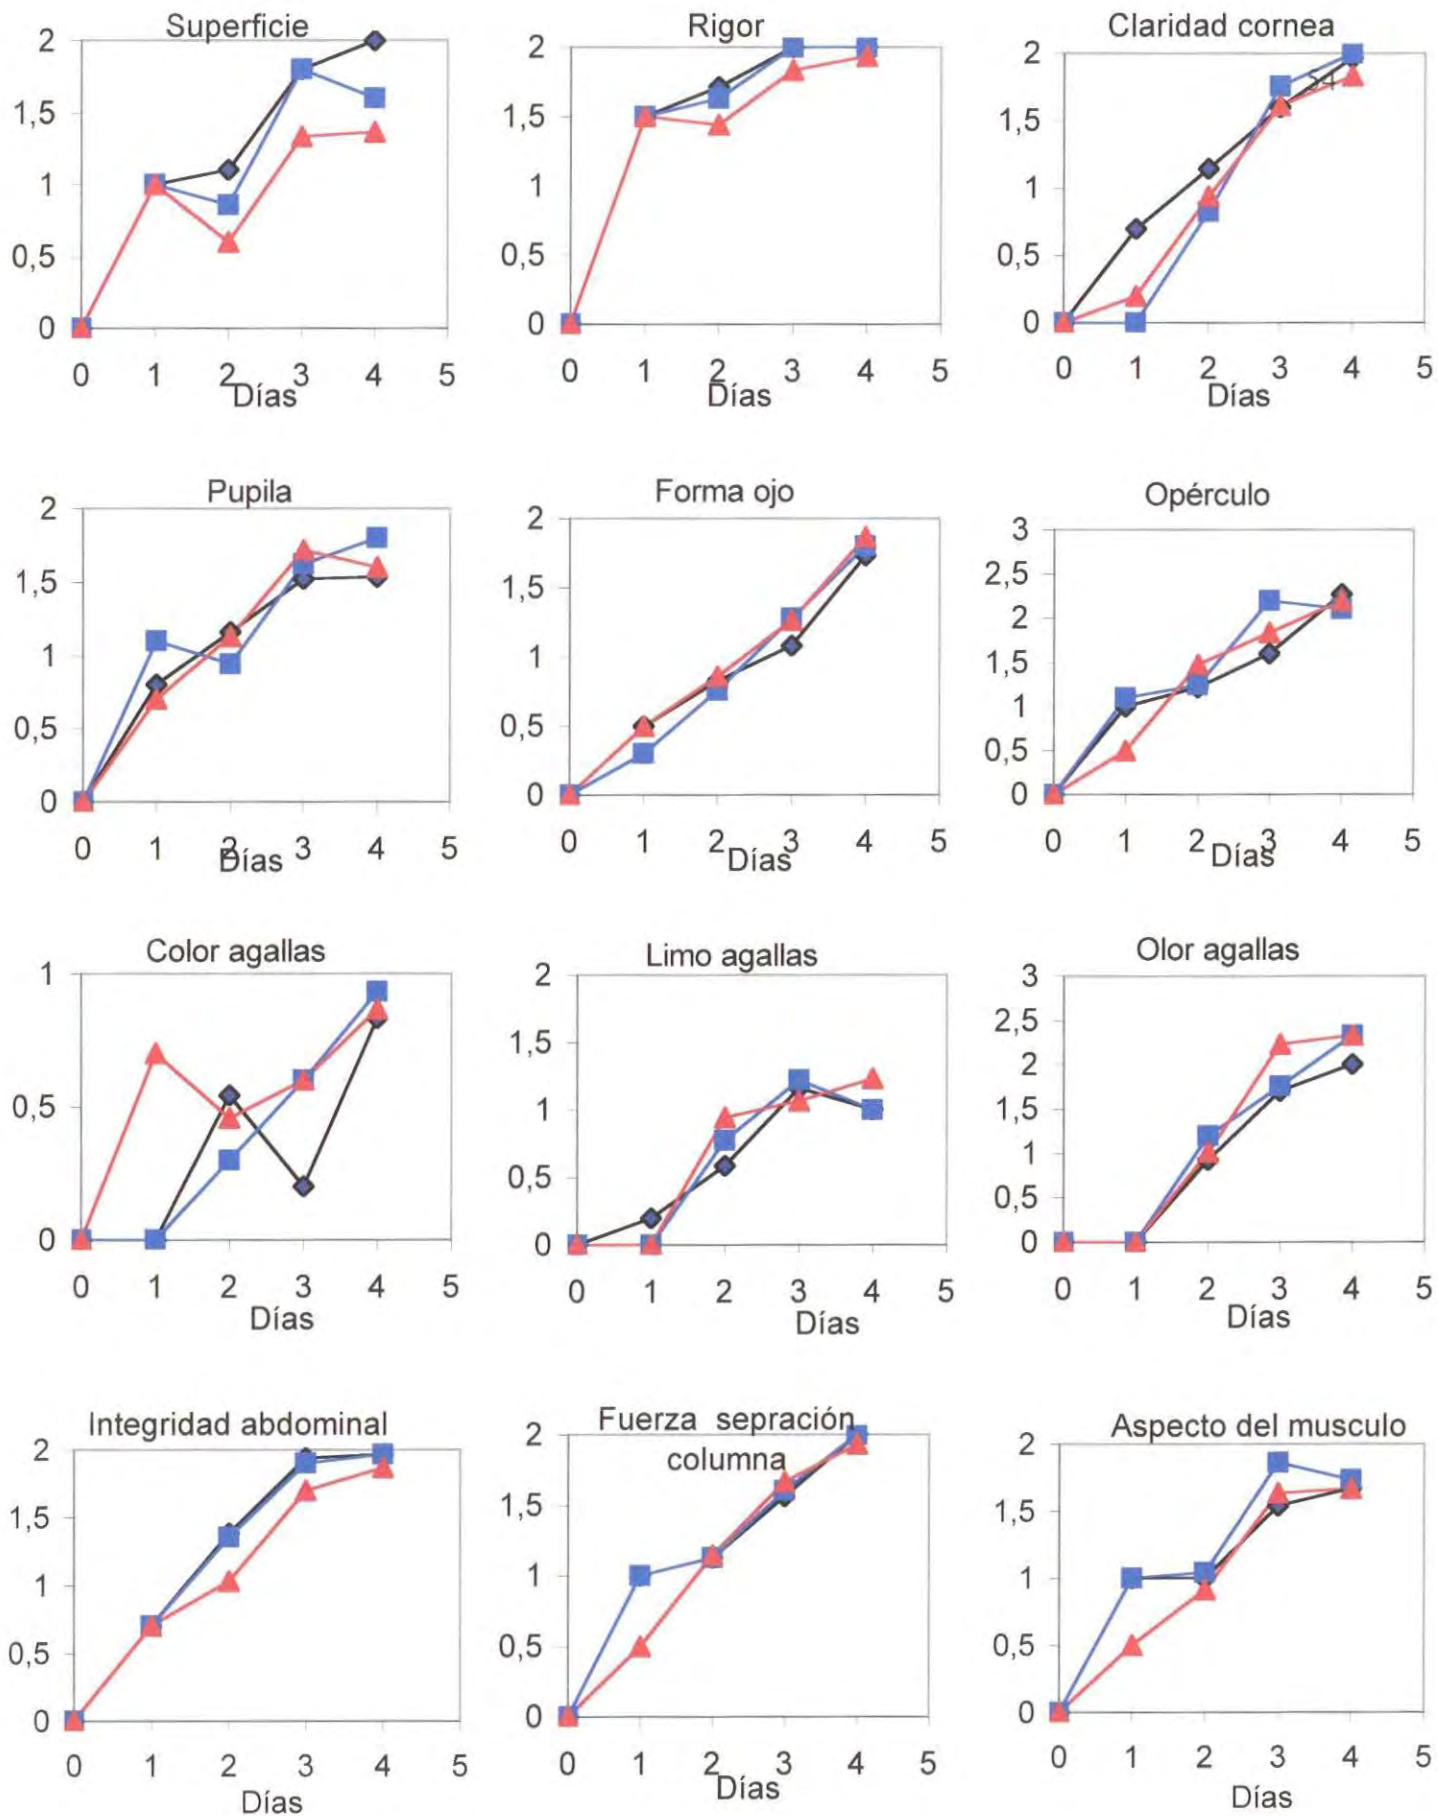 Superficie
2
1,5
1
0,5
0
0 1 2 3 4 5
Días
Rigor
2
1,5
1
0,5
0
0 1 2 3 4 5
Días
Claridad cornea
2
1,5
1
0,5
0
0 1 2 3 4 5
Días
Pupila
2
1,5
1
0,5
0
0 1 2 3 4 5
Días
Forma ojo
2
1,5
1
0,5
0
0 1 2 3 4 5
Días
Opérculo
3
2,5
2
1,5
1
0,5
0
0 1 2 3 4 5
Días
Color agallas
1
0,5
0
0 1 2 3 4 5
Días
Limo agallas
2
1,5
1
0,5
0
0 1 2 3 4 5
Días
Olor agallas
3
2,5
2
1,5
1
0,5
0
0 1 2 3 4 5
Días
Integridad abdominal
2
1,5
1
0,5
0
0 1 2 3 4 5
Días
Fuerza sepración
columna
2
1,5
1
0,5
0
0 1 2 3 4 5
Días
Aspecto del musculo
2
1,5
1
0,5
0
0 1 2 3 4 5
Días